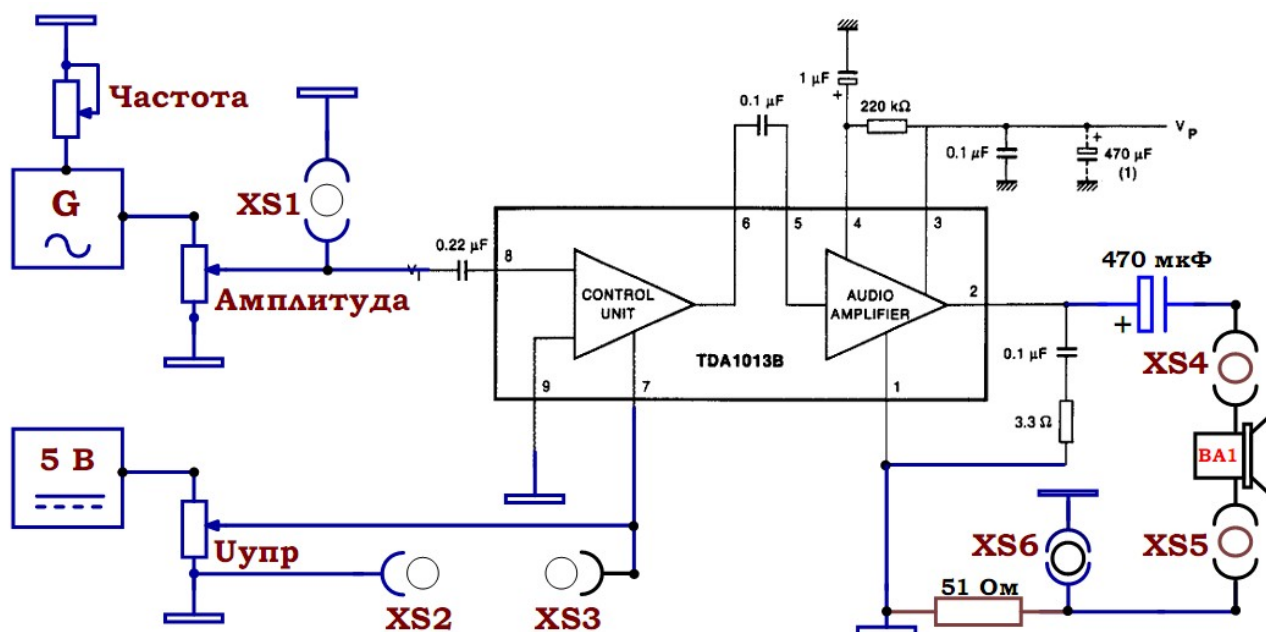 Частота
G
XS1
Амплитуда
V I
0.22 μF
8
CONTROL
UNIT
9
7
6
0.1 μF
5
1 μF
+
220 kΩ
4
3
0.1 μF
+
470 μF
(1)
V P
AUDIO
AMPLIFIER
TDA1013B
2
1
0.1 μF
3.3 Ω
470 мкФ
+
XS4
BA1
XS5
XS6
51 Ом
5 В
Uупр
XS2
XS3